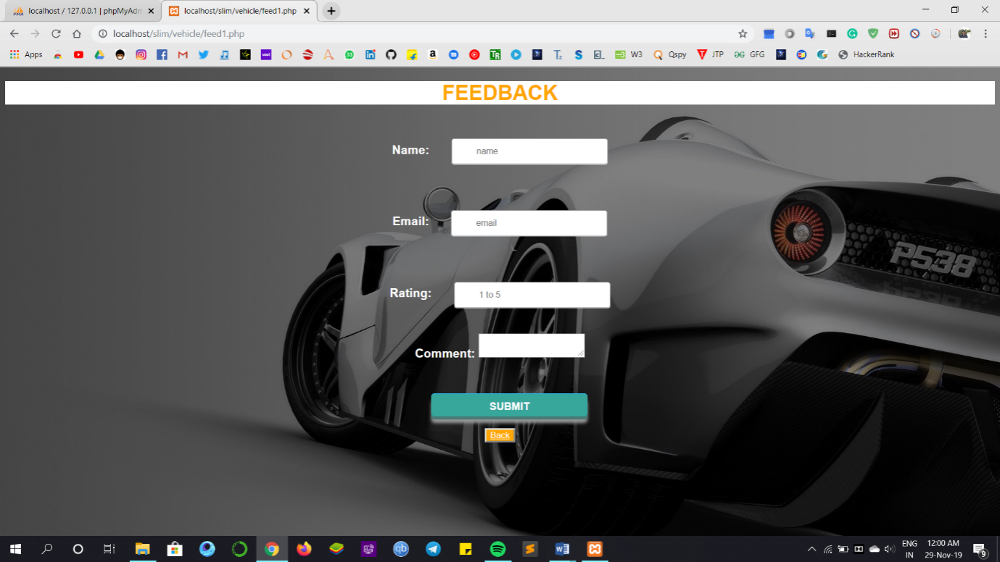 localhost / 127.0.0.1 | phpMyAdm
localhost/slim/vehicle/feed1.php
localhost/slim/vehicle/feed1.php
Apps W3 Qspy JTP GFG HackerRank
FEEDBACK
Name: name
Email: email
P538
Rating: 1 to 5
Comment:
SUBMIT
Back
ENG 12:00 AM
IN 29-Nov-19 9